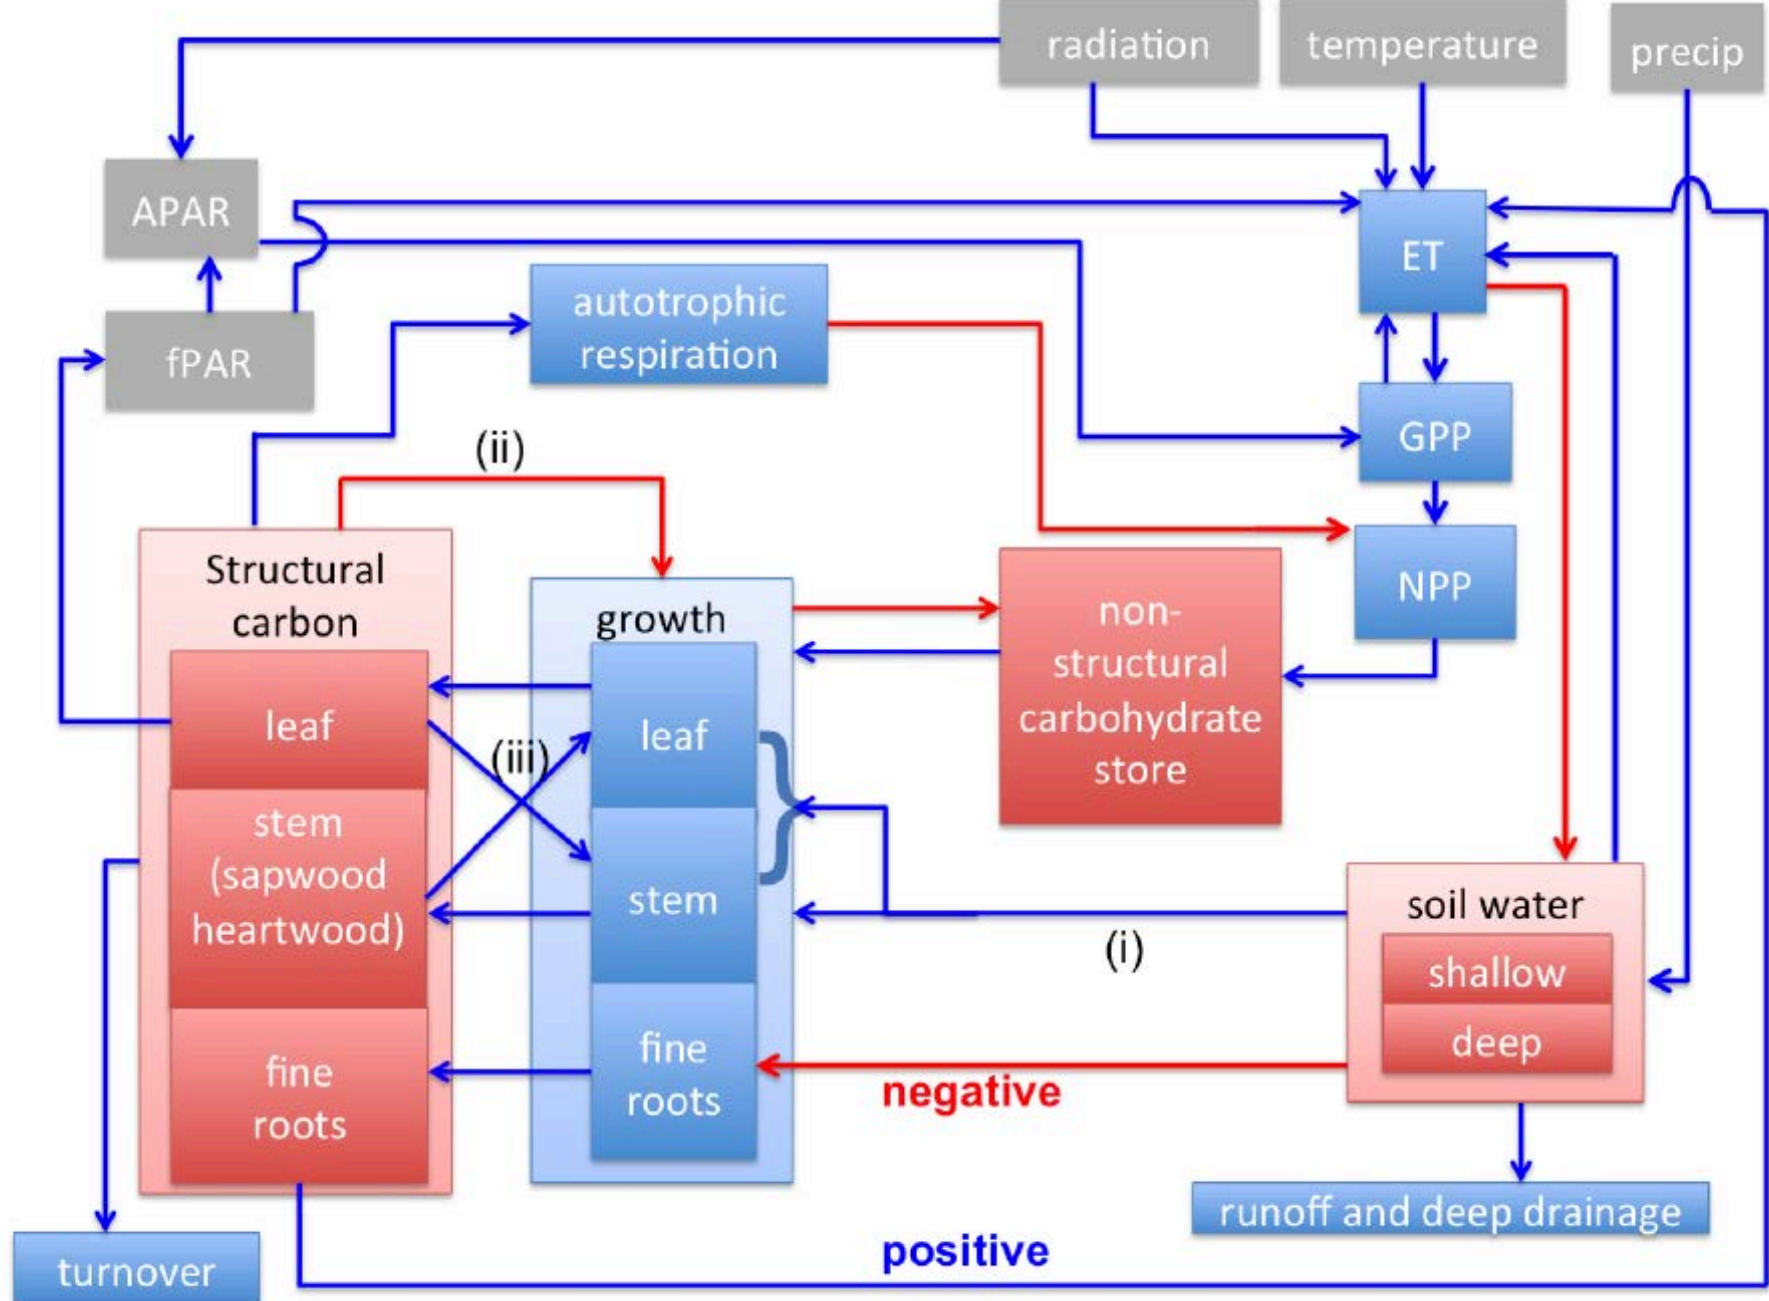 radiation
temperature
precip
APAR
ET
fPAR
autotrophic
respiration
GPP
(ii)
NPP
Structural
carbon
growth
non-
structural
carbohydrate
store
leaf
leaf
(iii)
stem
(sapwood
heartwood)
stem
soil water
(i)
shallow
deep
fine
roots
fine
roots
negative
runoff and deep drainage
positive
turnover